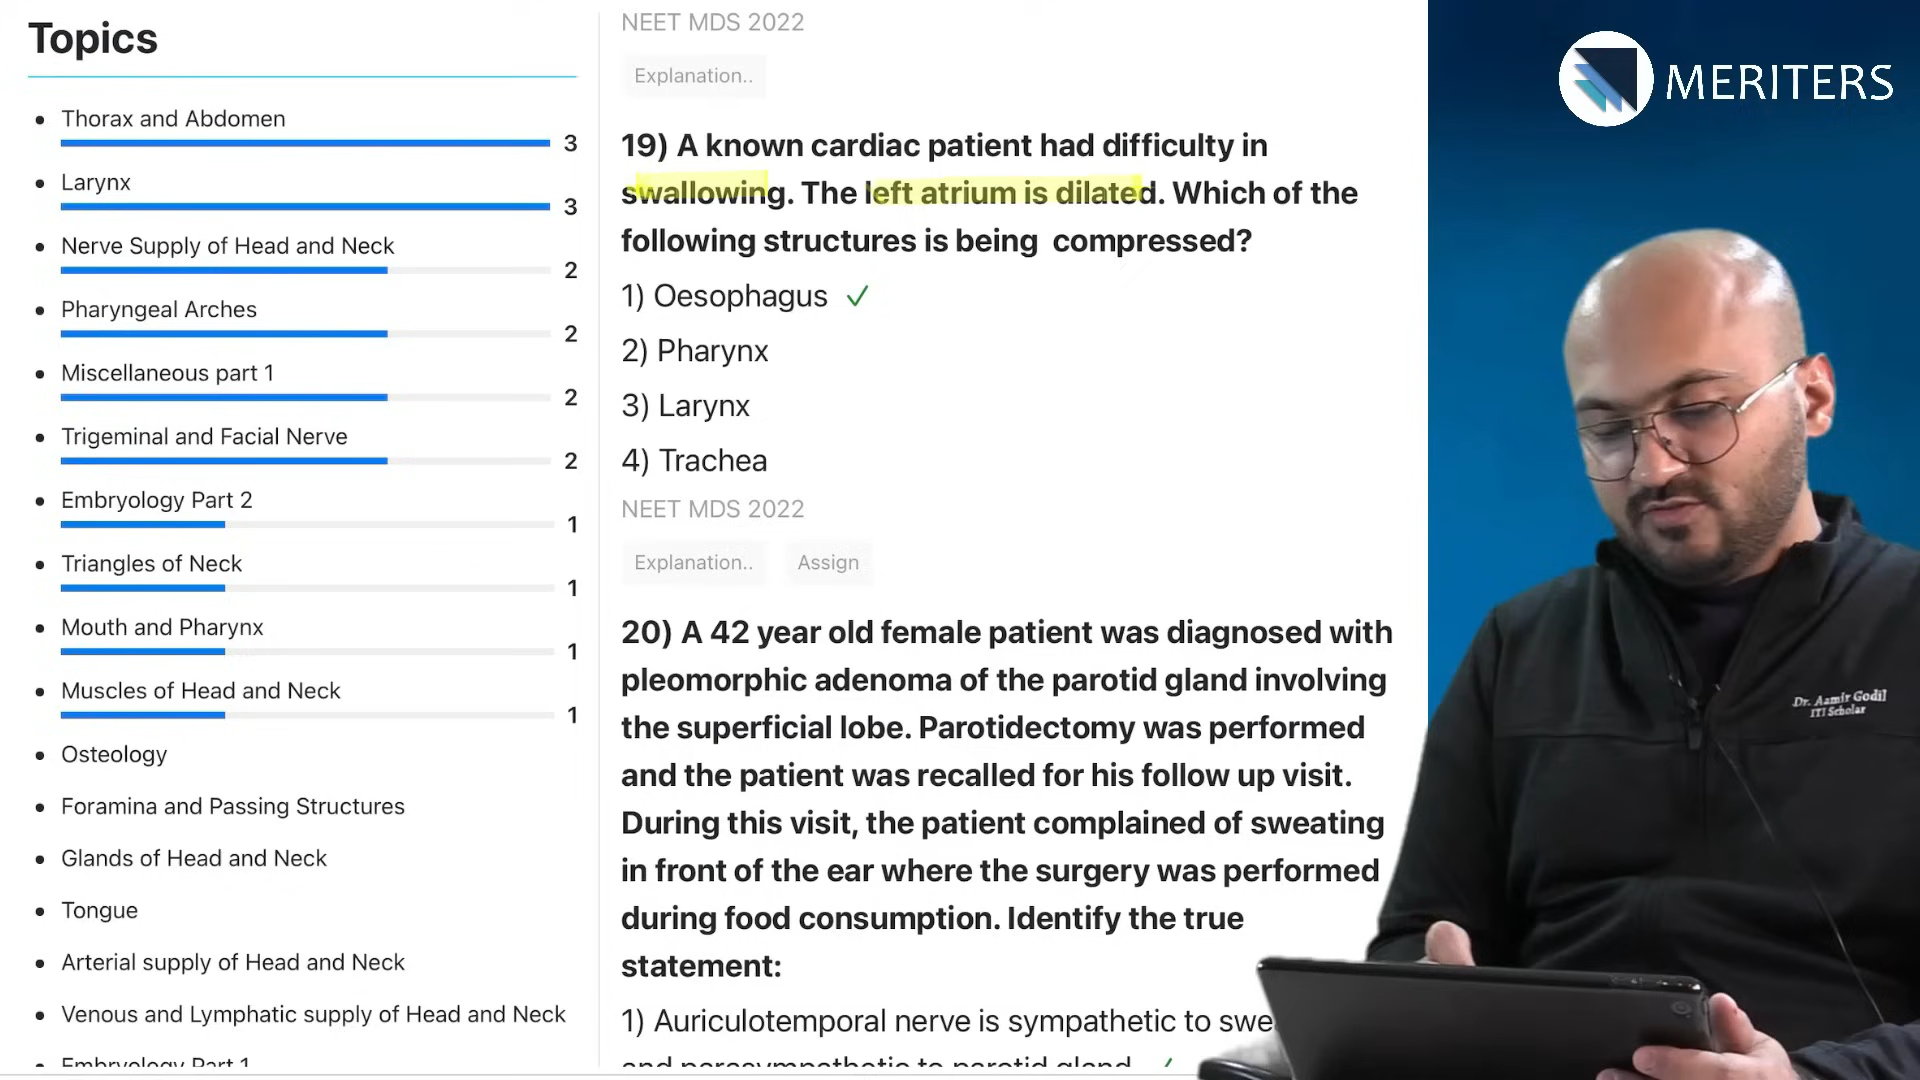 Topics
Thorax and Abdomen
3
Larynx
3
Nerve Supply of Head and Neck
2
Pharyngeal Arches
2
Miscellaneous part 1
2
Trigeminal and Facial Nerve
2
Embryology Part 2
1
Triangles of Neck
1
Mouth and Pharynx
1
Muscles of Head and Neck
1
Osteology
Foramina and Passing Structures
Glands of Head and Neck
Tongue
Arterial supply of Head and Neck
Venous and Lymphatic supply of Head and Neck
Embryology Part 1
NEET MDS 2022
Explanation..
19) A known cardiac patient had difficulty in
swallowing. The left atrium is dilated. Which of the
following structures is being compressed?
1) Oesophagus ✓
2) Pharynx
3) Larynx
4) Trachea
NEET MDS 2022
Explanation.. Assign
20) A 42 year old female patient was diagnosed with
pleomorphic adenoma of the parotid gland involving
the superficial lobe. Parotidectomy was performed
and the patient was recalled for his follow up visit.
During this visit, the patient complained of sweating
in front of the ear where the surgery was performed
during food consumption. Identify the true
statement:
1) Auriculotemporal nerve is sympathetic to swe
and parasympathetic to parotid gland ✓
MERITERS
Dr. Aamir Godil
ITI Scholar